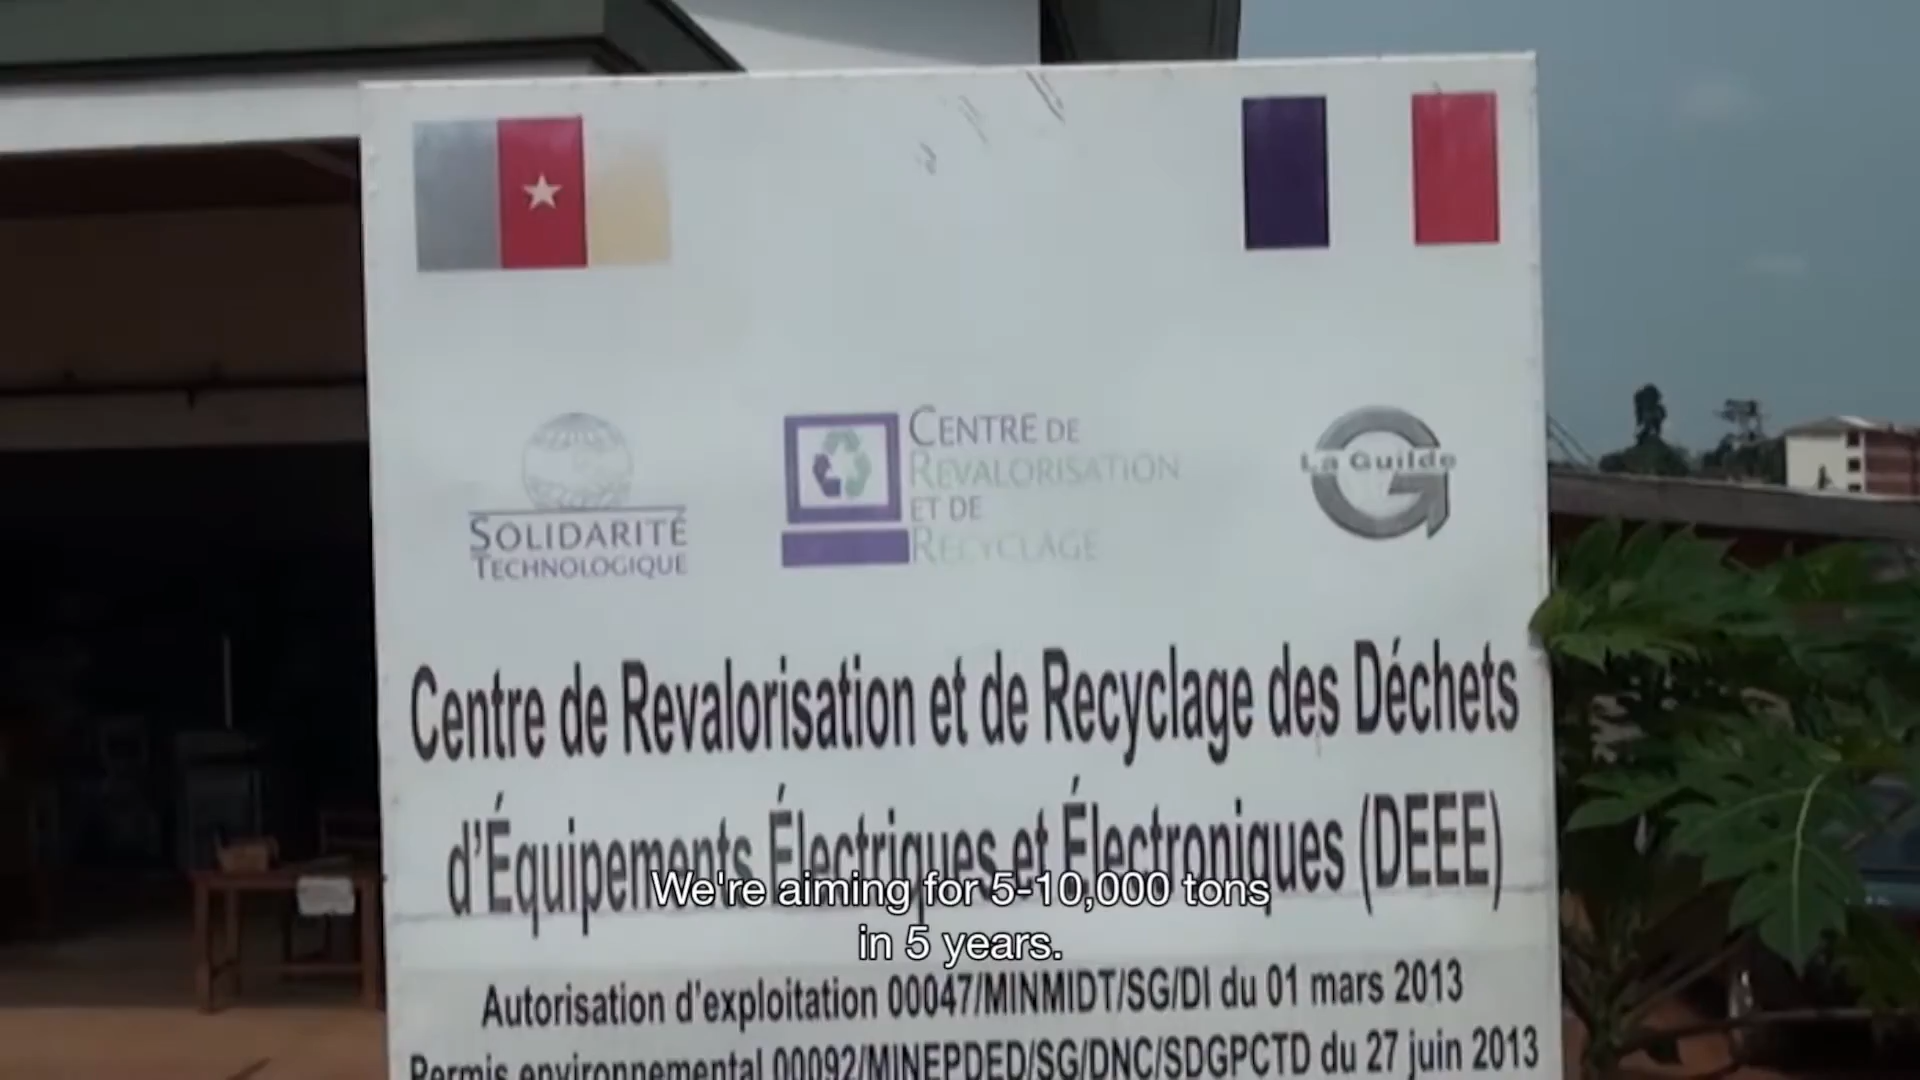 SOLIDARITÉ
TECHNOLOGIQUE
CENTRE DE
REVALORISATION
ET DE
RECYCLAGE
La Guilde
Centre de Revalorisation et de Recyclage des Déchets
d'Équipements Électriques et Électroniques (DEEE)
We're aiming for 5-10,000 tons
in 5 years.
Autorisation d'exploitation 00047/MINMIDT/SG/DI du 01 mars 2013
Permis environnemental 00092/MINEPDED/SG/DNC/SDGPCTD du 27 juin 2013